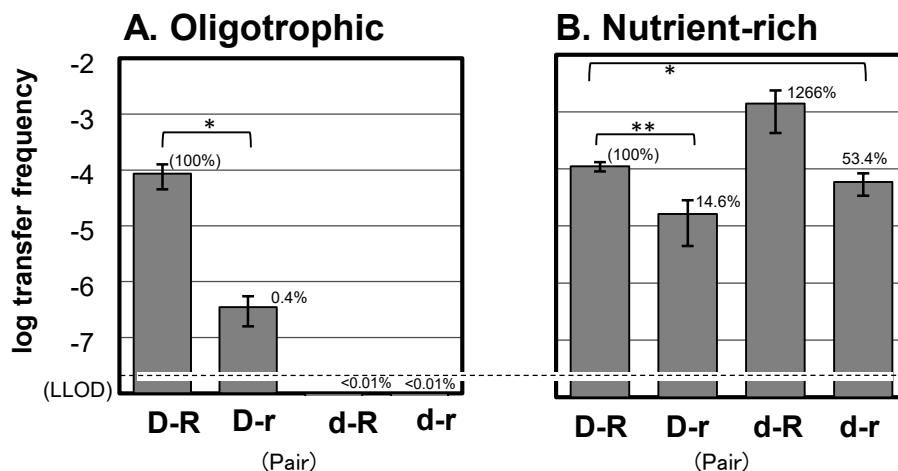 A. Oligotrophic
B. Nutrient-rich
log transfer frequency
-2
-3
-4
-5
-6
-7
(LLOD)
*
(100%)
0.4%
<0.01%
<0.01%
D-R
D-r
d-R
d-r
(Pair)
*
**
(100%)
14.6%
1266%
53.4%
D-R
D-r
d-R
d-r
(Pair)